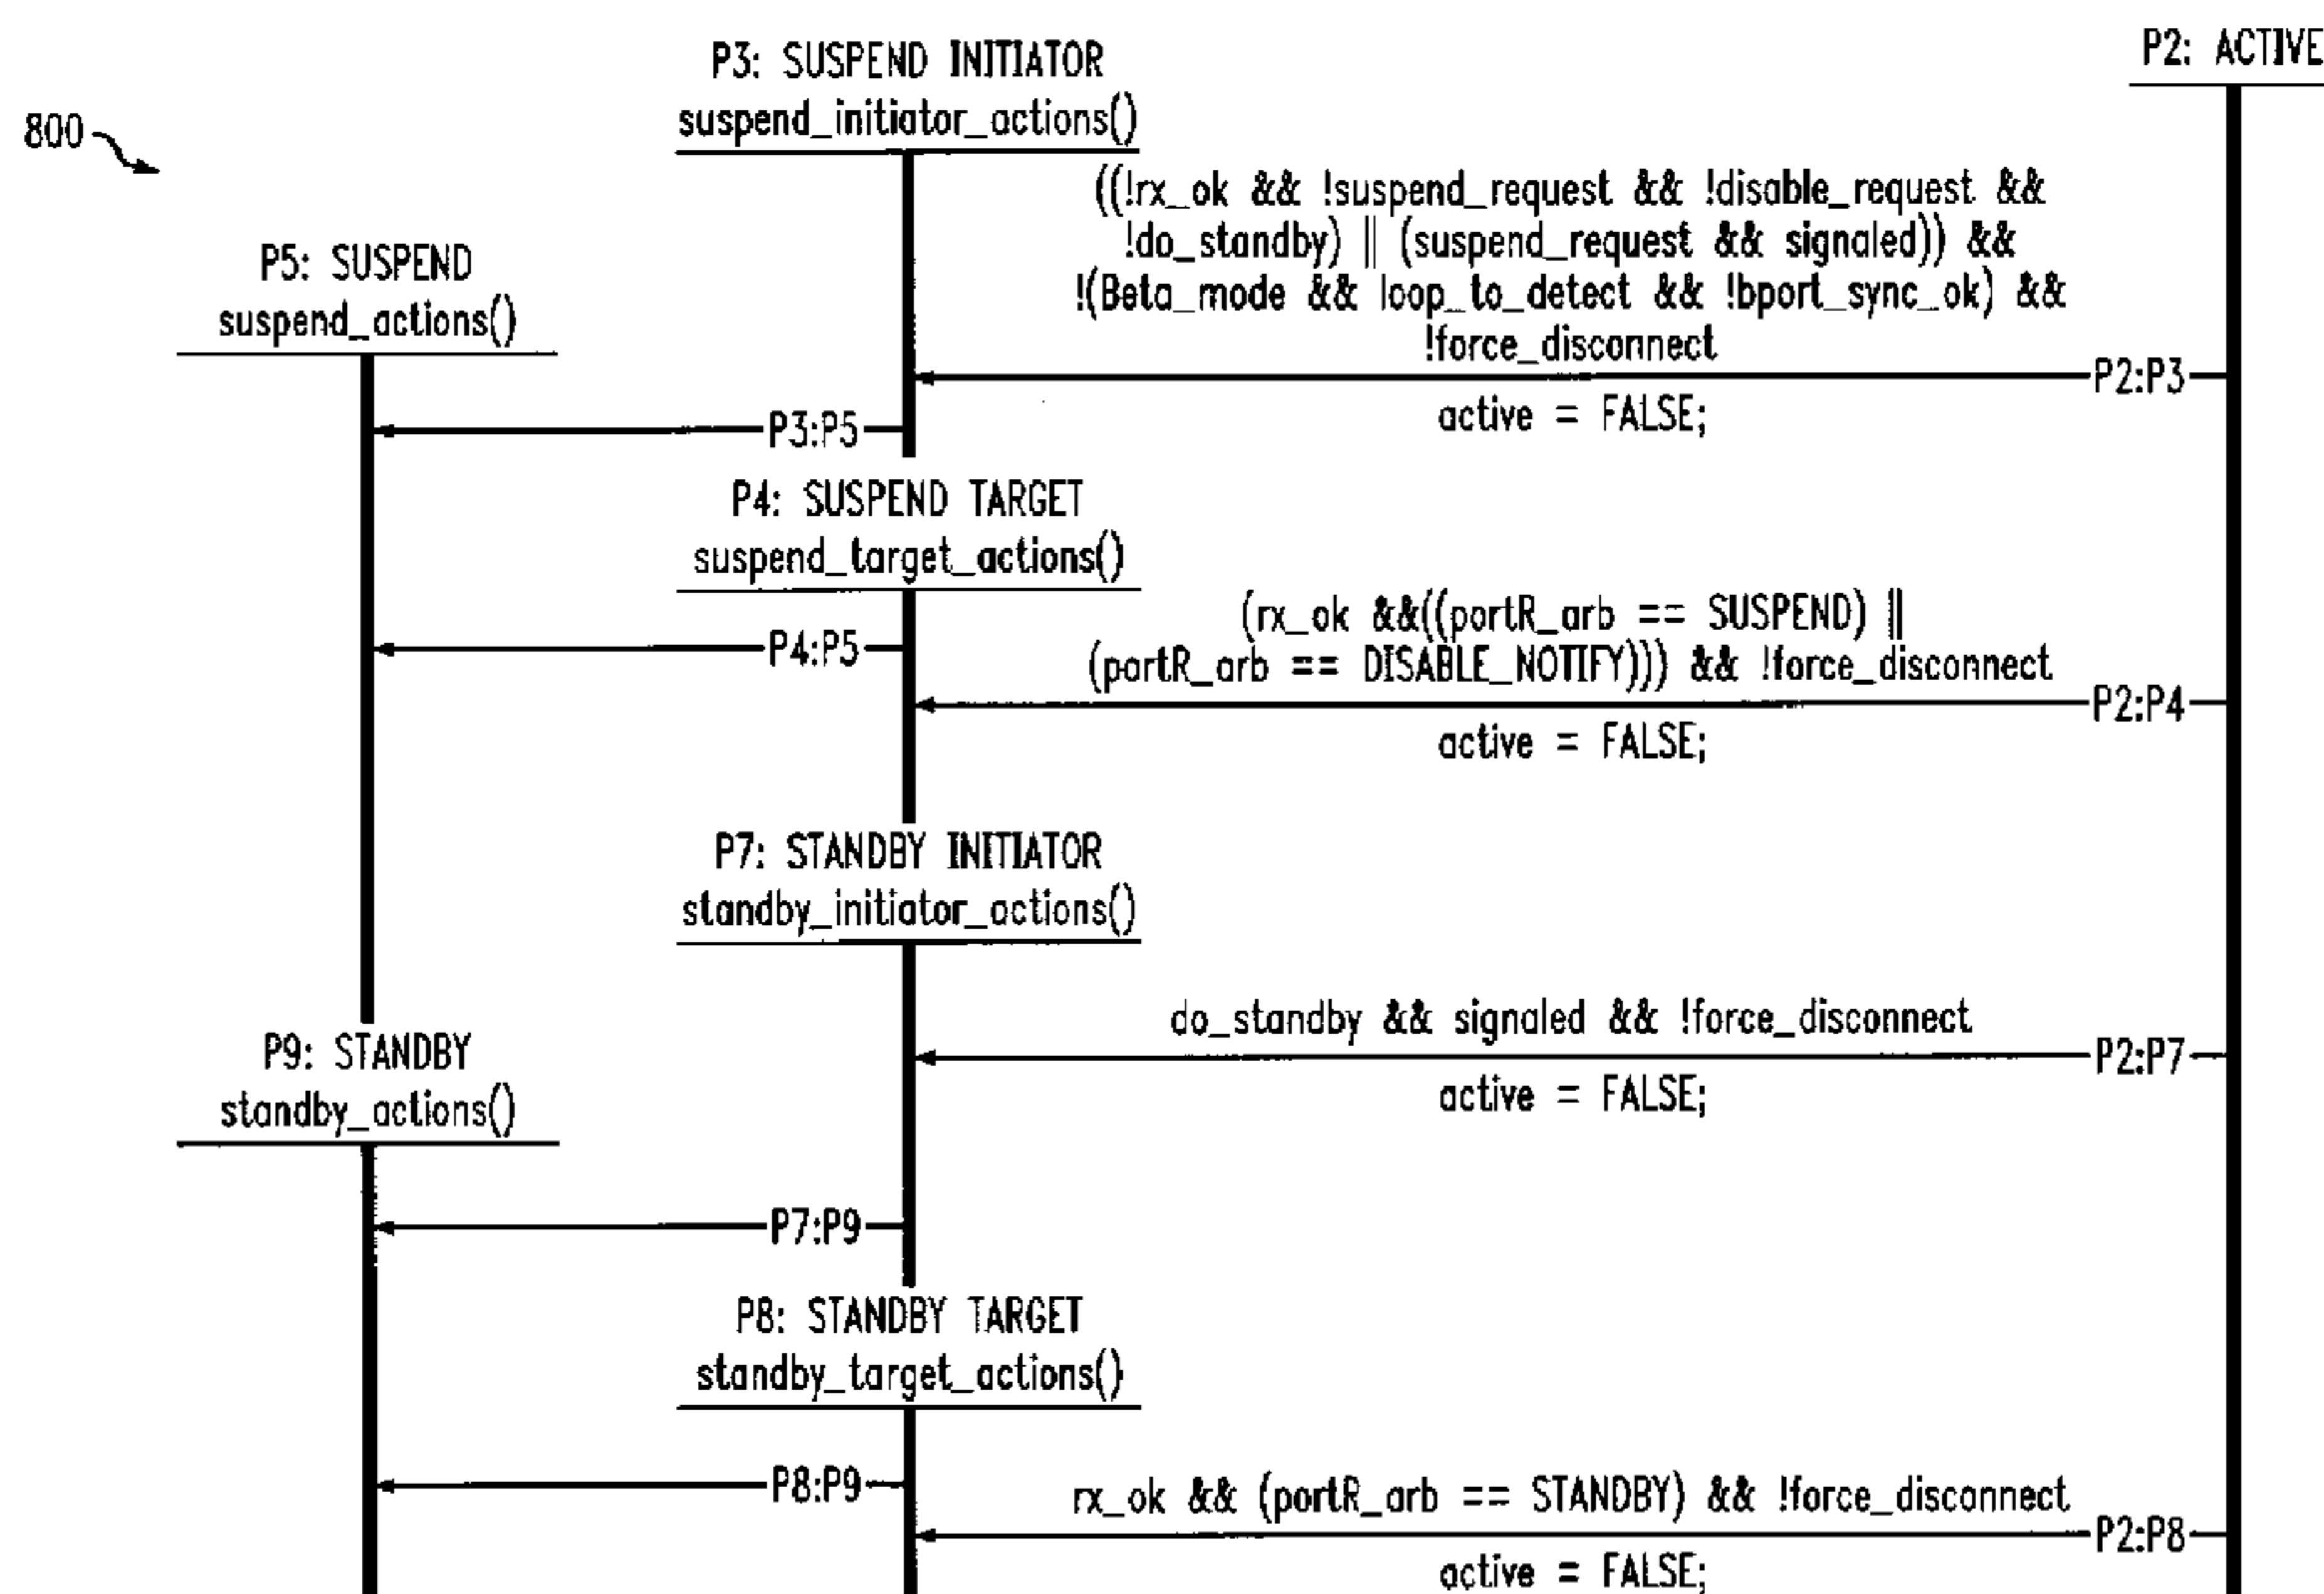 P3: SUSPEND INITIATOR
P2: ACTIVE
suspend_initiator_actions()
800
((!rx_ok && !suspend_request && !disable_request &&
!do_standby) || (suspend_request && signaled)) &&
P5: SUSPEND
!(Beta_mode && loop_to_detect && !bport_sync_ok) &&
suspend_actions()
!force_disconnect
P2:P3
active = FALSE;
P3:P5
P4: SUSPEND TARGET
suspend_target_actions()
(rx_ok &&((portR_arb == SUSPEND) ||
P4:P5
(portR_arb == DISABLE_NOTIFY))) && !force_disconnect
P2:P4
active = FALSE;
P7: STANDBY INITIATOR
standby_initiator_actions()
do_standby && signaled && !force_disconnect
P9: STANDBY
P2:P7
standby_actions()
active = FALSE;
P7:P9
P8: STANDBY TARGET
standby_target_actions()
P8:P9
rx_ok && (portR_arb == STANDBY) && !force_disconnect
P2:P8
active = FALSE;